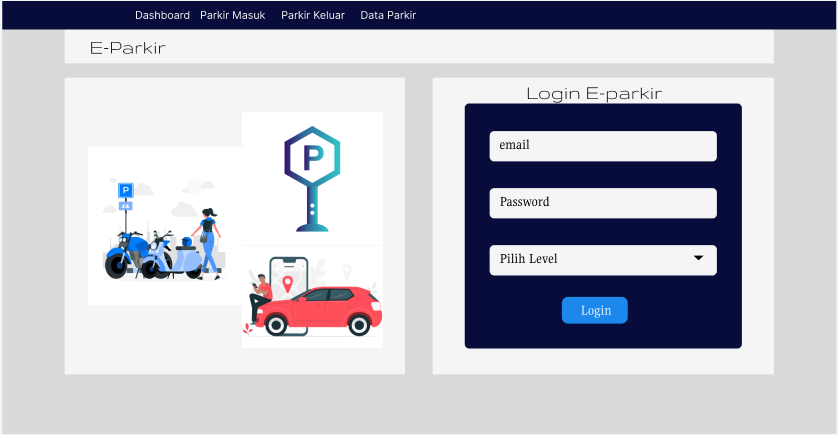 Dashboard Parkir Masuk Parkir Keluar Data Parkir
E-Parkir
Login E-parkir
P
P
email
Password
Pilih Level
Login